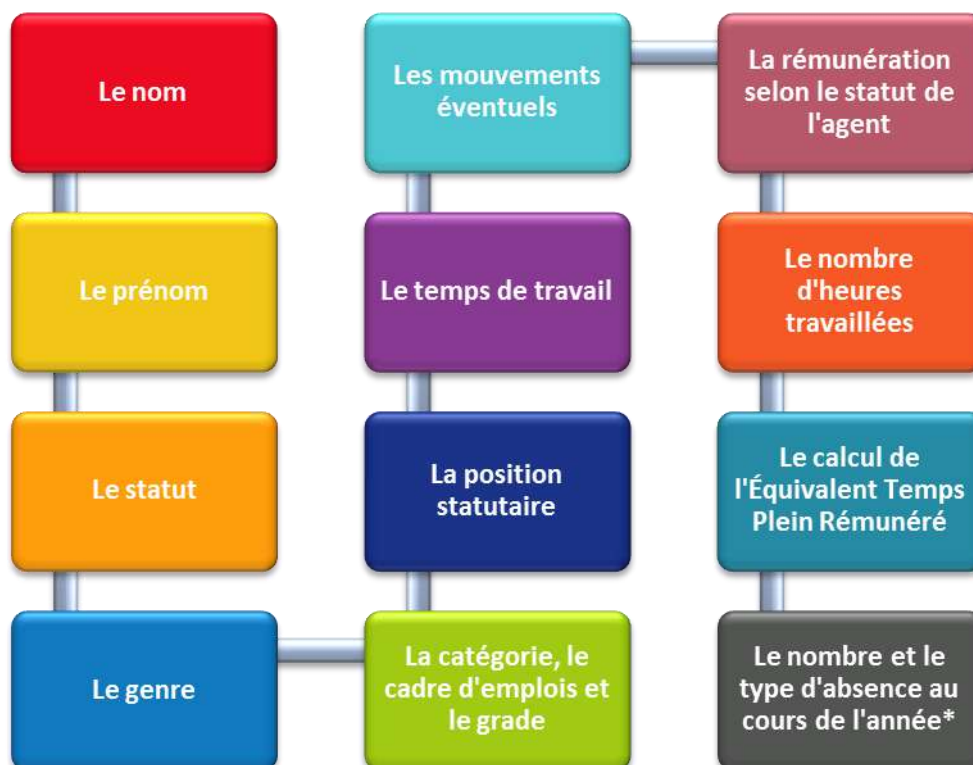 Le nom
Le prénom
Le statut
Le genre
La catégorie, le
cadre d'emplois et
le grade
La position
statutaire
Le temps de travail
Les mouvements
éventuels
La rémunération
selon le statut de
l'agent
Le nombre
d'heures
travaillées
Le calcul de
l'Équivalent Temps
Plein Rémunéré
Le nombre et le
type d'absence au
cours de l'année*